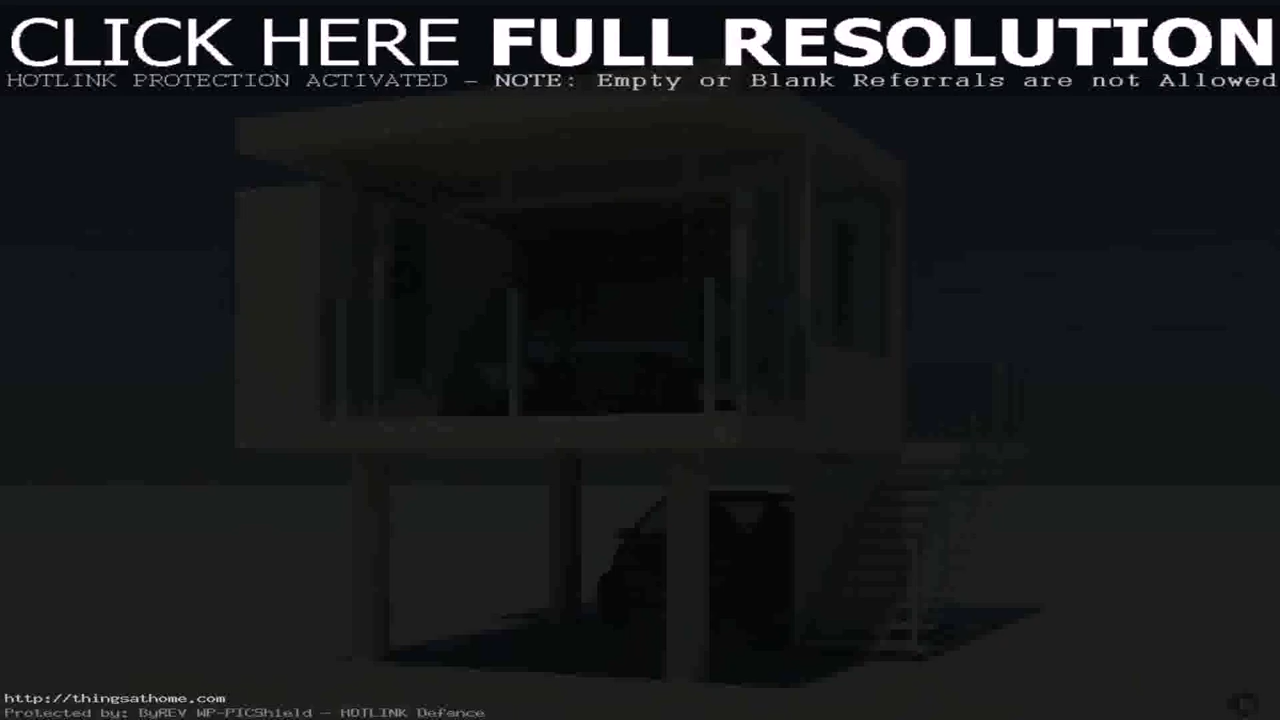 CLICK HERE FULL RESOLUTION
HOTLINK PROTECTION ACTIVATED - NOTE: Empty or Blank Referrals are not Allowed
http://thingsathome.com
Protected by: ByREV WP-PICShield - HOTLINK Defence